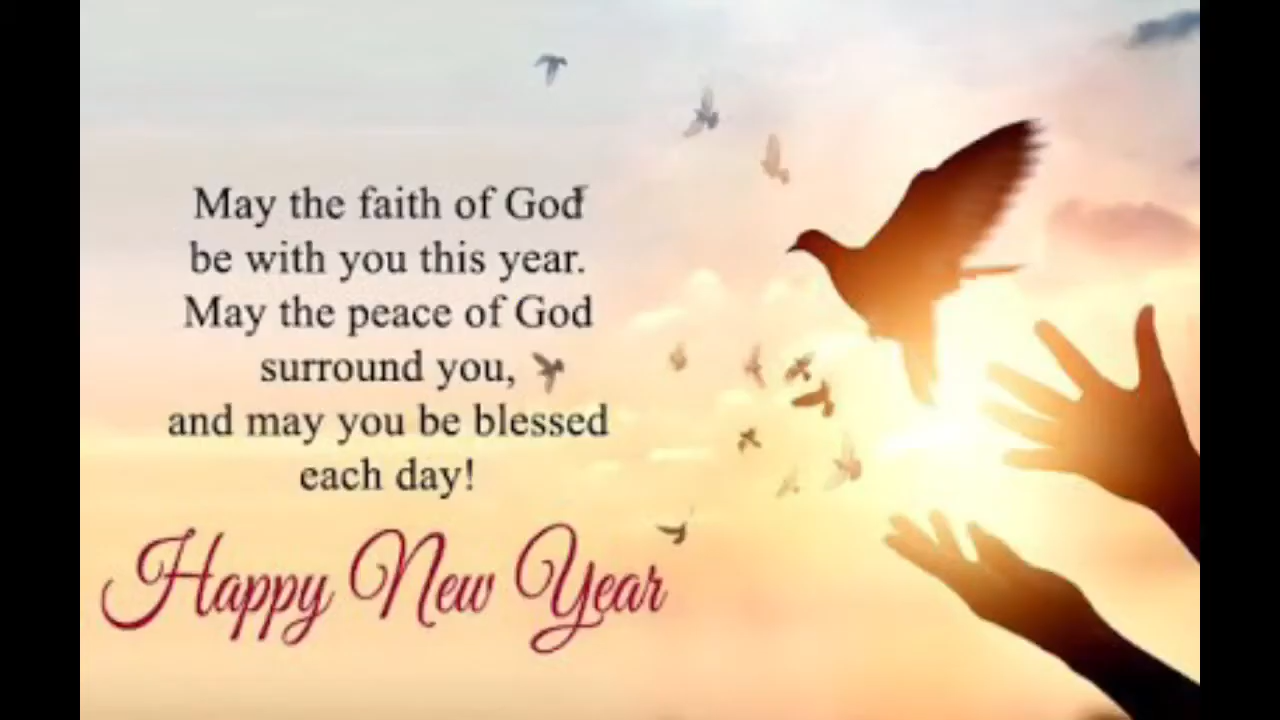 May the faith of God
be with you this year.
May the peace of God
surround you,
and may you be blessed
each day!
Happy New Year